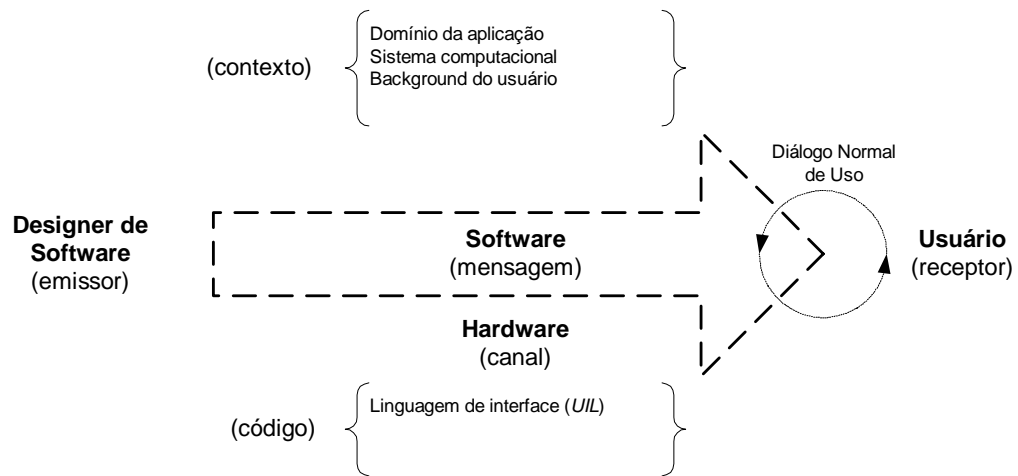 (contexto)
Domínio da aplicação
Sistema computacional
Background do usuário
Diálogo Normal
de Uso
Designer de
Software
(emissor)
Software
(mensagem)
Usuário
(receptor)
Hardware
(canal)
(código)
Linguagem de interface (UIL)